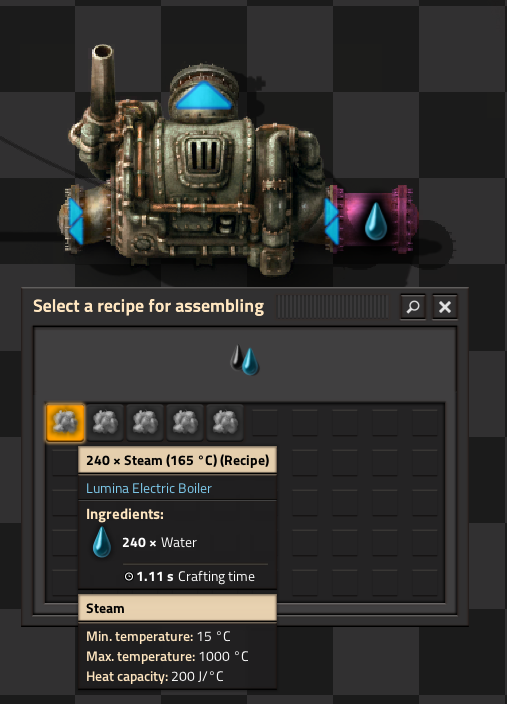 Select a recipe for assembling
240 × Steam (165 °C) (Recipe)
Lumina Electric Boiler
Ingredients:
240 × Water
1.11 s Crafting time
Steam
Min. temperature: 15 °C
Max. temperature: 1000 °C
Heat capacity: 200 J/°C